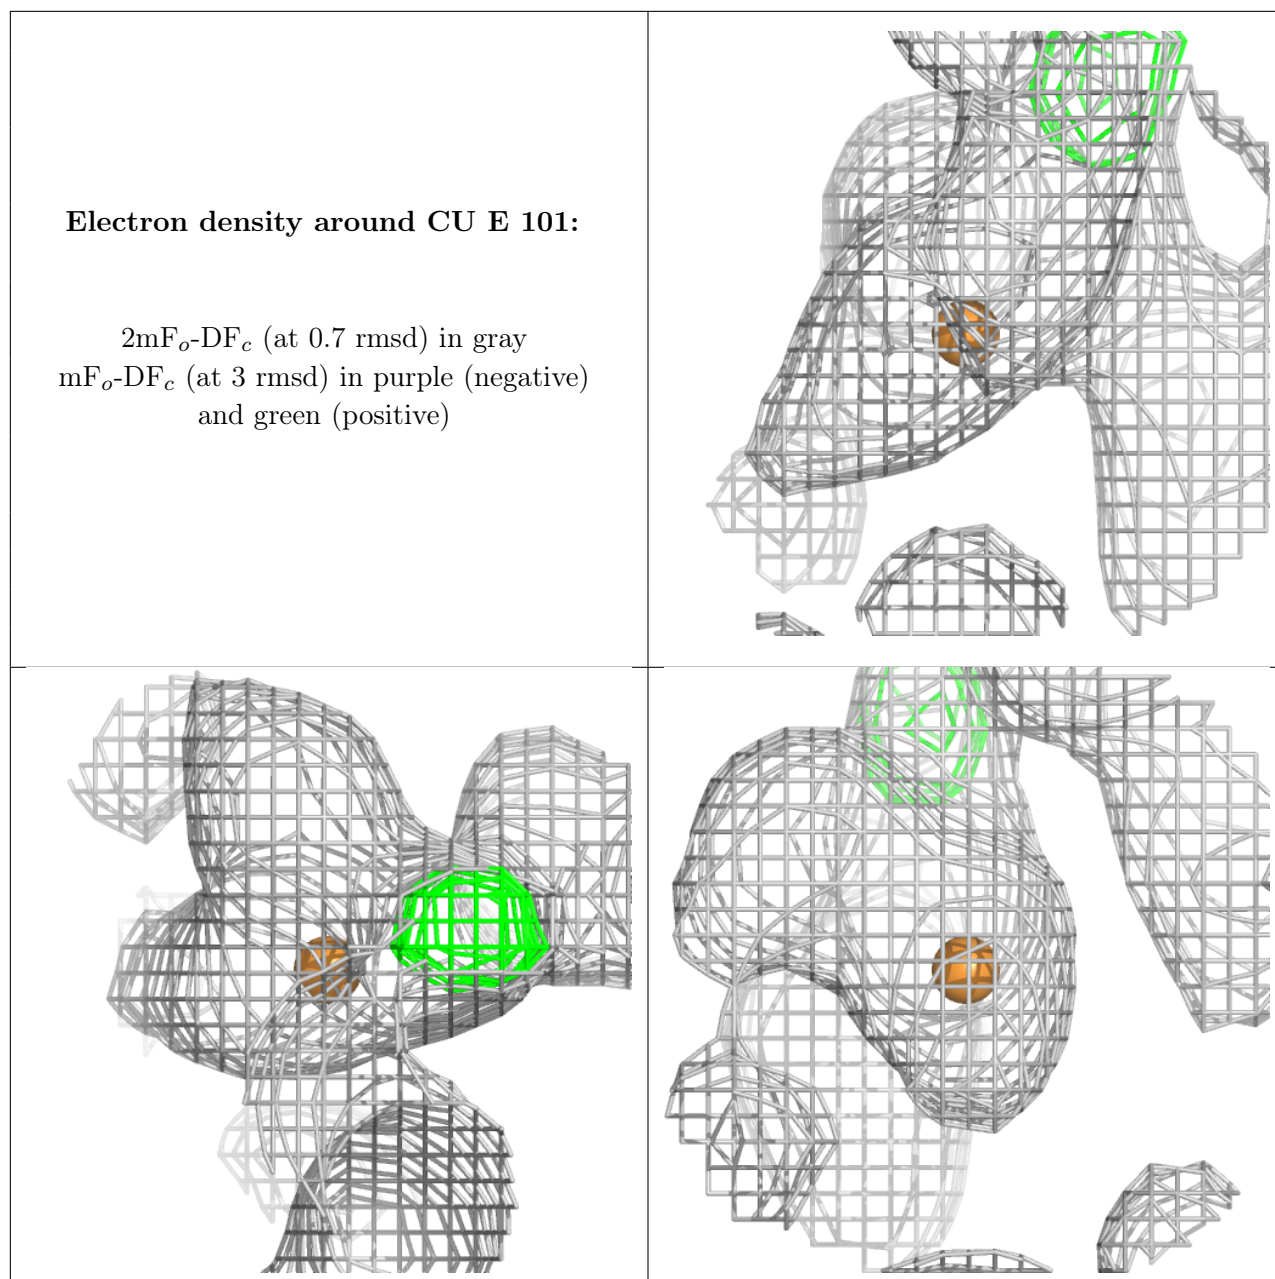 Electron density around CU E 101:
2mFo-DFc (at 0.7 rmsd) in gray
mFo-DFc (at 3 rmsd) in purple (negative)
and green (positive)